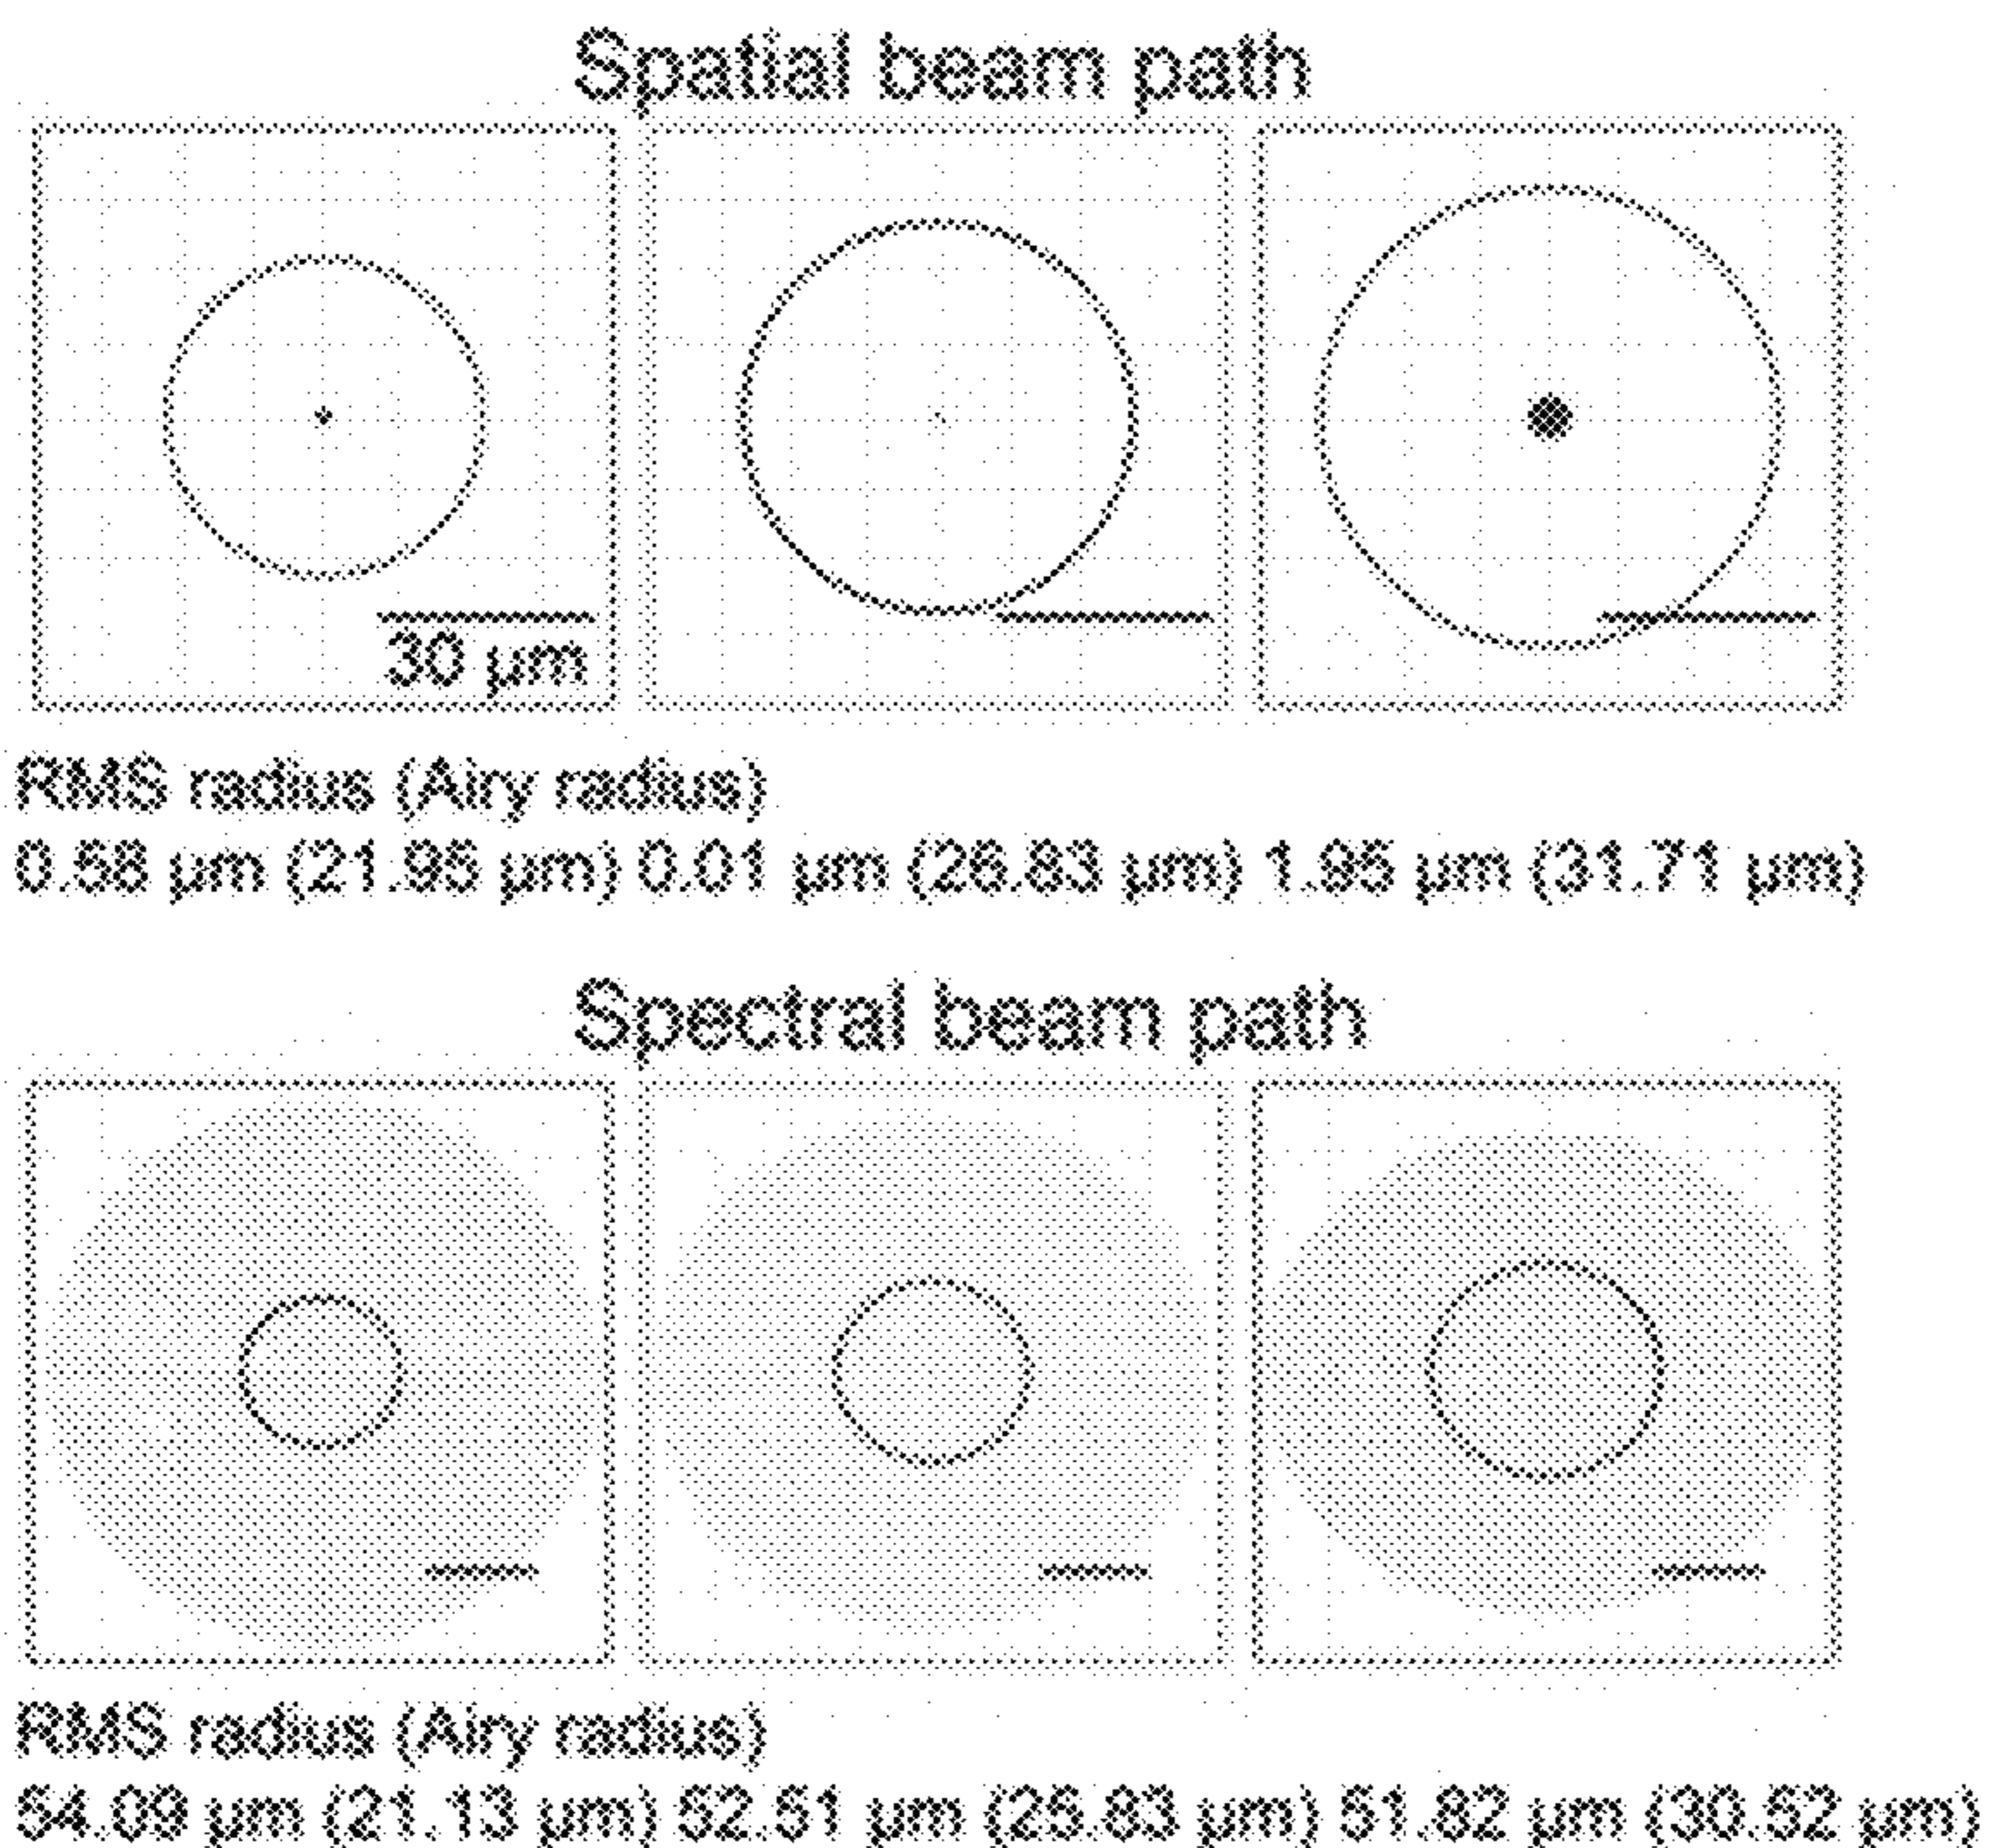 Spatial beam path
30 µm
RMS radius (Airy radius)
0.58 µm (21.95 µm) 0.01 µm (26.83 µm) 1.95 µm (31.71 µm)
Spectral beam path
RMS radius (Airy radius)
54.09 µm (21.13 µm) 52.51 µm (25.83 µm) 51.82 µm (30.52 µm)